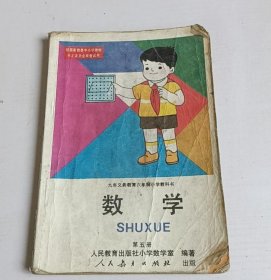 九年义务教育六年制小学教科书
数 学
SHUXUE
第五册
人民教育出版社小学数学室 编著
人民教育出版社 出版